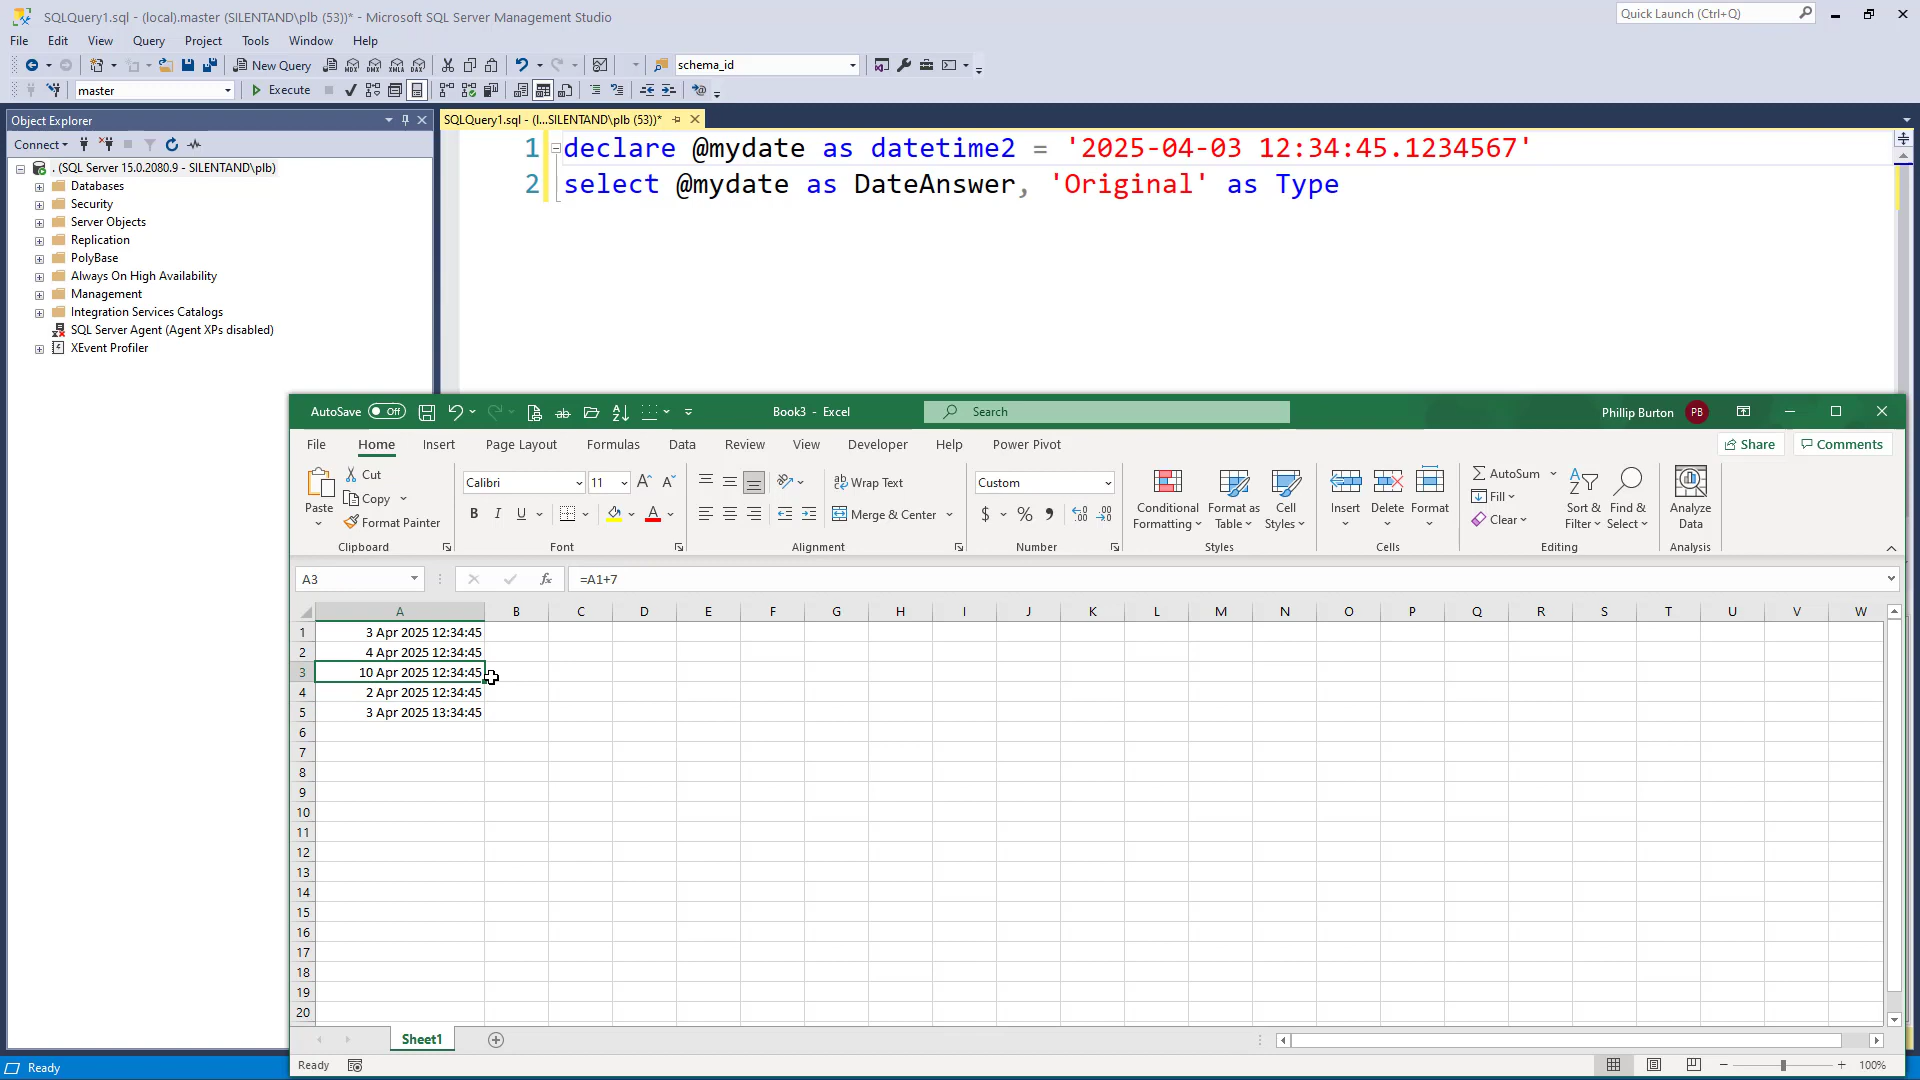 SQLQuery1.sql - (local).master (SILENTAND\plb (53))* - Microsoft SQL Server Management Studio
Quick Launch (Ctrl+Q)
File Edit View Query Project Tools Window Help
New Query
schema_id
master
Execute
Object Explorer
SQLQuery1.sql - (l...SILENTAND\plb (53))*
Connect
. (SQL Server 15.0.2080.9 - SILENTAND\plb)
Databases
Security
Server Objects
Replication
PolyBase
Always On High Availability
Management
Integration Services Catalogs
SQL Server Agent (Agent XPs disabled)
XEvent Profiler
1 declare @mydate as datetime2 = '2025-04-03 12:34:45.1234567'
2 select @mydate as DateAnswer, 'Original' as Type
AutoSave Off
Book3 - Excel
Search
Phillip Burton PB
File Home Insert Draw Page Layout Formulas Data Review View Developer Help Power Pivot
Share Comments
Paste
Cut
Copy
Format Painter
Clipboard
Calibri 11
B I U
Font
Wrap Text
Merge & Center
Alignment
Custom
$ % 
Number
Conditional Formatting
Format as Table
Cell Styles
Styles
Insert Delete Format
Cells
AutoSum
Fill
Clear
Sort & Filter
Find & Select
Editing
Analyze Data
Analysis
A3 fx =A1+7
A B C D E F G H I J K L M N O P Q R S T U V W
1 3 Apr 2025 12:34:45
2 4 Apr 2025 12:34:45
3 10 Apr 2025 12:34:45
4 2 Apr 2025 12:34:45
5 3 Apr 2025 13:34:45
6
7
8
9
10
11
12
13
14
15
16
17
18
19
20
Sheet1
Ready
100%
Ready